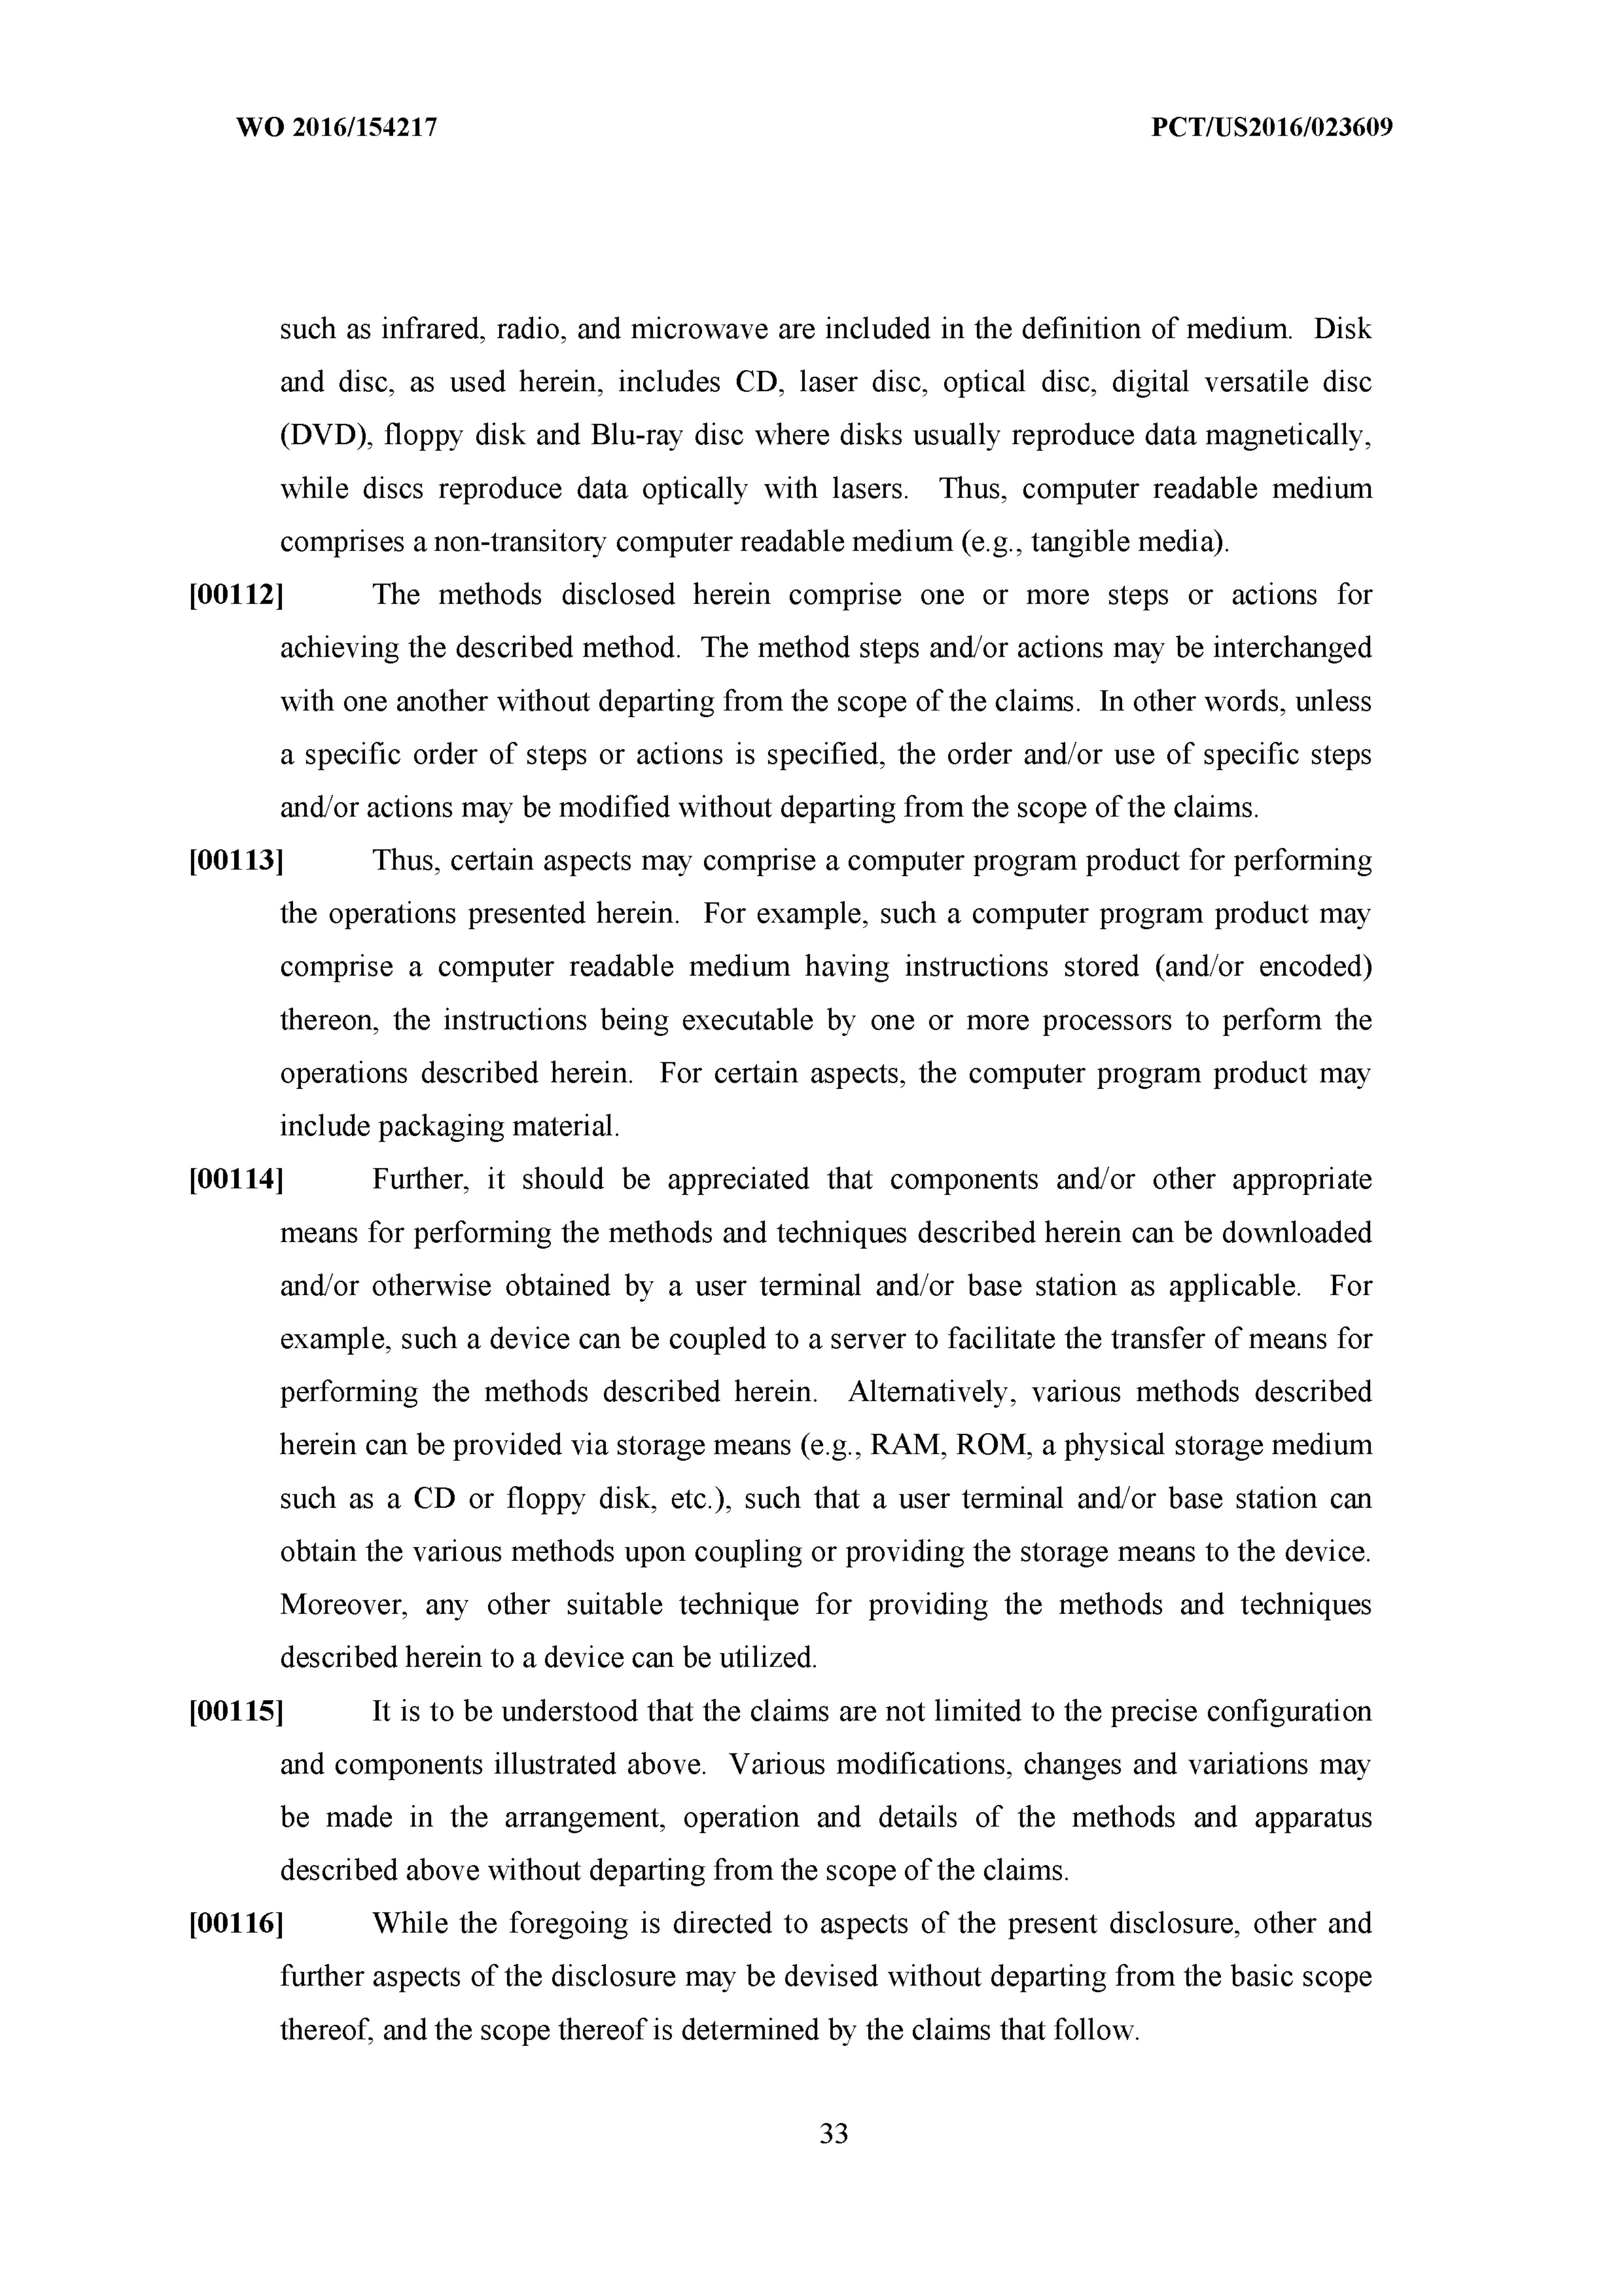 WO 2016/154217 PCT/US2016/023609
such as infrared, radio, and microwave are included in the definition of medium. Disk
and disc, as used herein, includes CD, laser disc, optical disc, digital versatile disc
(DVD), floppy disk and Blu-ray disc where disks usually reproduce data magnetically,
while discs reproduce data optically with lasers. Thus, computer readable medium
comprises a non-transitory computer readable medium (e.g., tangible media).
[00112] The methods disclosed herein comprise one or more steps or actions for
achieving the described method. The method steps and/or actions may be interchanged
with one another without departing from the scope of the claims. In other words, unless
a specific order of steps or actions is specified, the order and/or use of specific steps
and/or actions may be modified without departing from the scope of the claims.
[00113] Thus, certain aspects may comprise a computer program product for performing
the operations presented herein. For example, such a computer program product may
comprise a computer readable medium having instructions stored (and/or encoded)
thereon, the instructions being executable by one or more processors to perform the
operations described herein. For certain aspects, the computer program product may
include packaging material.
[00114] Further, it should be appreciated that components and/or other appropriate
means for performing the methods and techniques described herein can be downloaded
and/or otherwise obtained by a user terminal and/or base station as applicable. For
example, such a device can be coupled to a server to facilitate the transfer of means for
performing the methods described herein. Alternatively, various methods described
herein can be provided via storage means (e.g., RAM, ROM, a physical storage medium
such as a CD or floppy disk, etc.), such that a user terminal and/or base station can
obtain the various methods upon coupling or providing the storage means to the device.
Moreover, any other suitable technique for providing the methods and techniques
described herein to a device can be utilized.
[00115] It is to be understood that the claims are not limited to the precise configuration
and components illustrated above. Various modifications, changes and variations may
be made in the arrangement, operation and details of the methods and apparatus
described above without departing from the scope of the claims.
[00116] While the foregoing is directed to aspects of the present disclosure, other and
further aspects of the disclosure may be devised without departing from the basic scope
thereof, and the scope thereof is determined by the claims that follow.
33